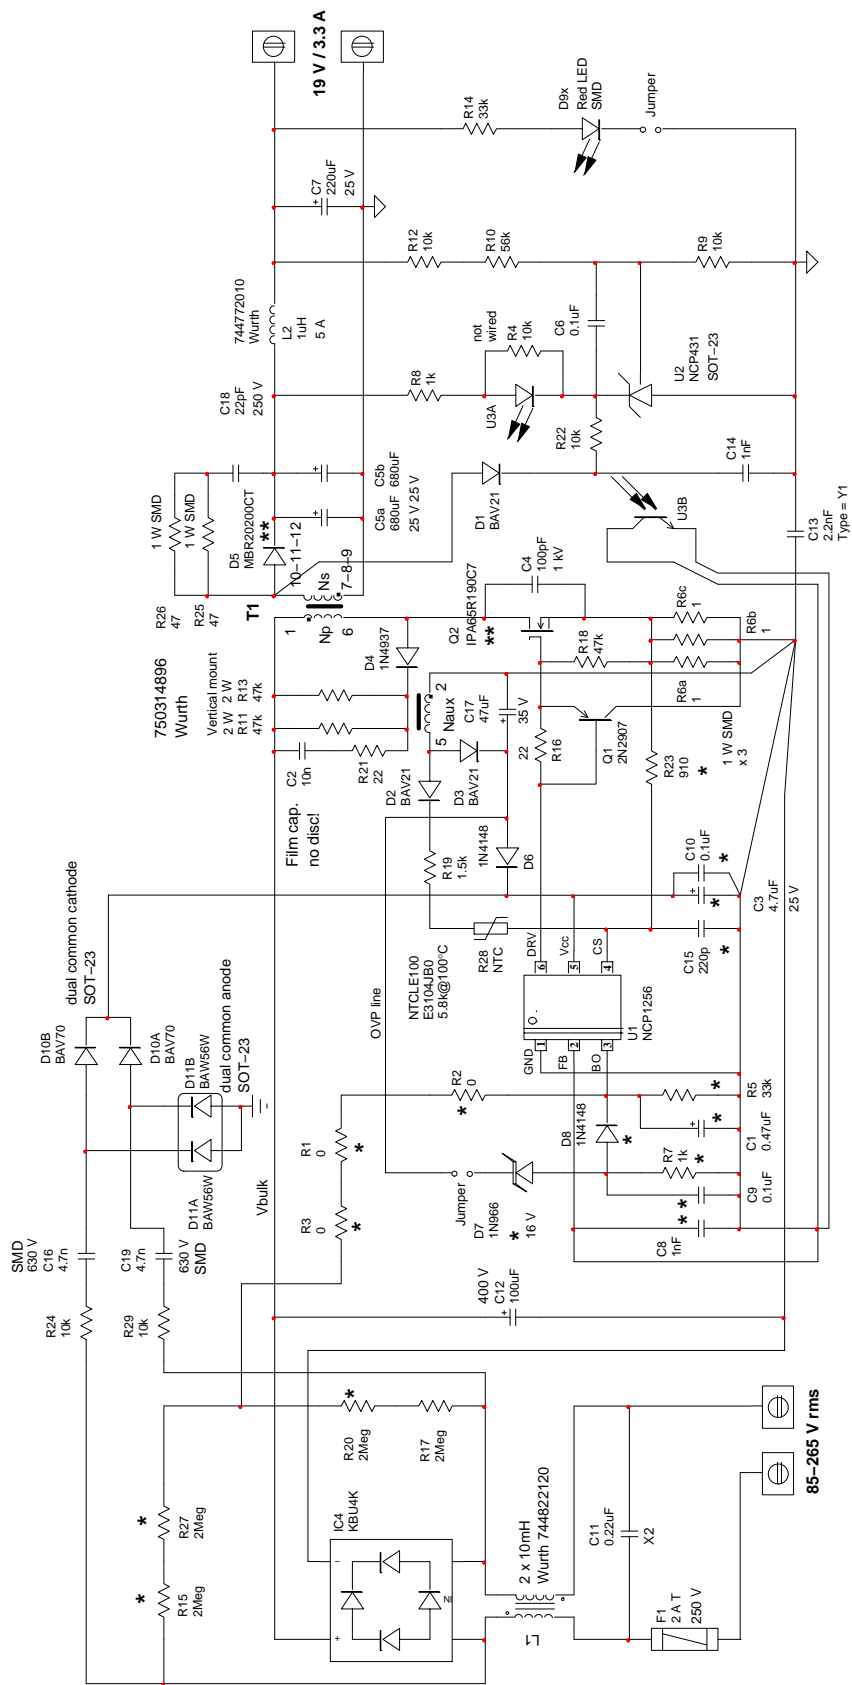 19 V / 3.3 A
R14
33k
D9x
Red LED
SMD
Jumper
C7
220uF
25 V
R12
10k
R10
56k
R9
10k
744772010
Wurth
L2
1uH
5 A
C6
0.1uF
not
wired
R4
10k
R8
1k
U3A
U2
NCP431
SOT-23
C18
22pF
250 V
R22
10k
1 W SMD
1 W SMD
R26
47
R25
47
D5
MBR20200CT
**
C5b
680uF
C5a
680uF
25 V 25 V
D1
BAV21
C14
1nF
U3B
C13
2.2nF
Type = Y1
T1
10-11-12
Ns
7-8-9
1
Np
6
750314896
Wurth
Vertical mount
2 W 2 W
R11 R13
47k 47k
D4
1N4937
Q2
IPA65R190C7
**
C4
100pF
1 kV
R18
47k
R6c
1
R6b
1
R6a
1
1 W SMD
x 3
C2
10n
R21
22
Film cap.
no disc!
5
Naux
2
C17
47uF
35 V
D2
BAV21
D3
BAV21
R16
22
Q1
2N2907
R23
910
*
R19
1.5k
1N4148
D6
C10
0.1uF
*
*
C3
4.7uF
25 V
C15
220p
*
R28
NTC
NTCLE100
E3104JB0
5.8k@100°C
OVP line
DRV
6
Vcc
5
CS
4
U1
NCP1256
GND
1
FB
2
BO
3
dual common cathode
SOT-23
D10B
BAV70
D10A
BAV70
dual common anode
SOT-23
D11B
BAW56W
D11A
BAW56W
Vbulk
R1
0
*
R3
0
*
R2
0
*
D8
1N4148
*
R5
33k
*
C1
0.47uF
*
R7
1k
*
C9
0.1uF
*
C8
1nF
*
Jumper
D7
1N966
*
16 V
SMD
630 V
C16
4.7n
C19
4.7n
630 V
SMD
R24
10k
R29
10k
400 V
C12
100uF
R20
2Meg
*
R17
2Meg
R27
2Meg
*
R15
2Meg
*
IC4
KBU4K
IN
+
-
2 x 10mH
Wurth 744822120
L1
C11
0.22uF
X2
F1
2 A T
250 V
85-265 V rms